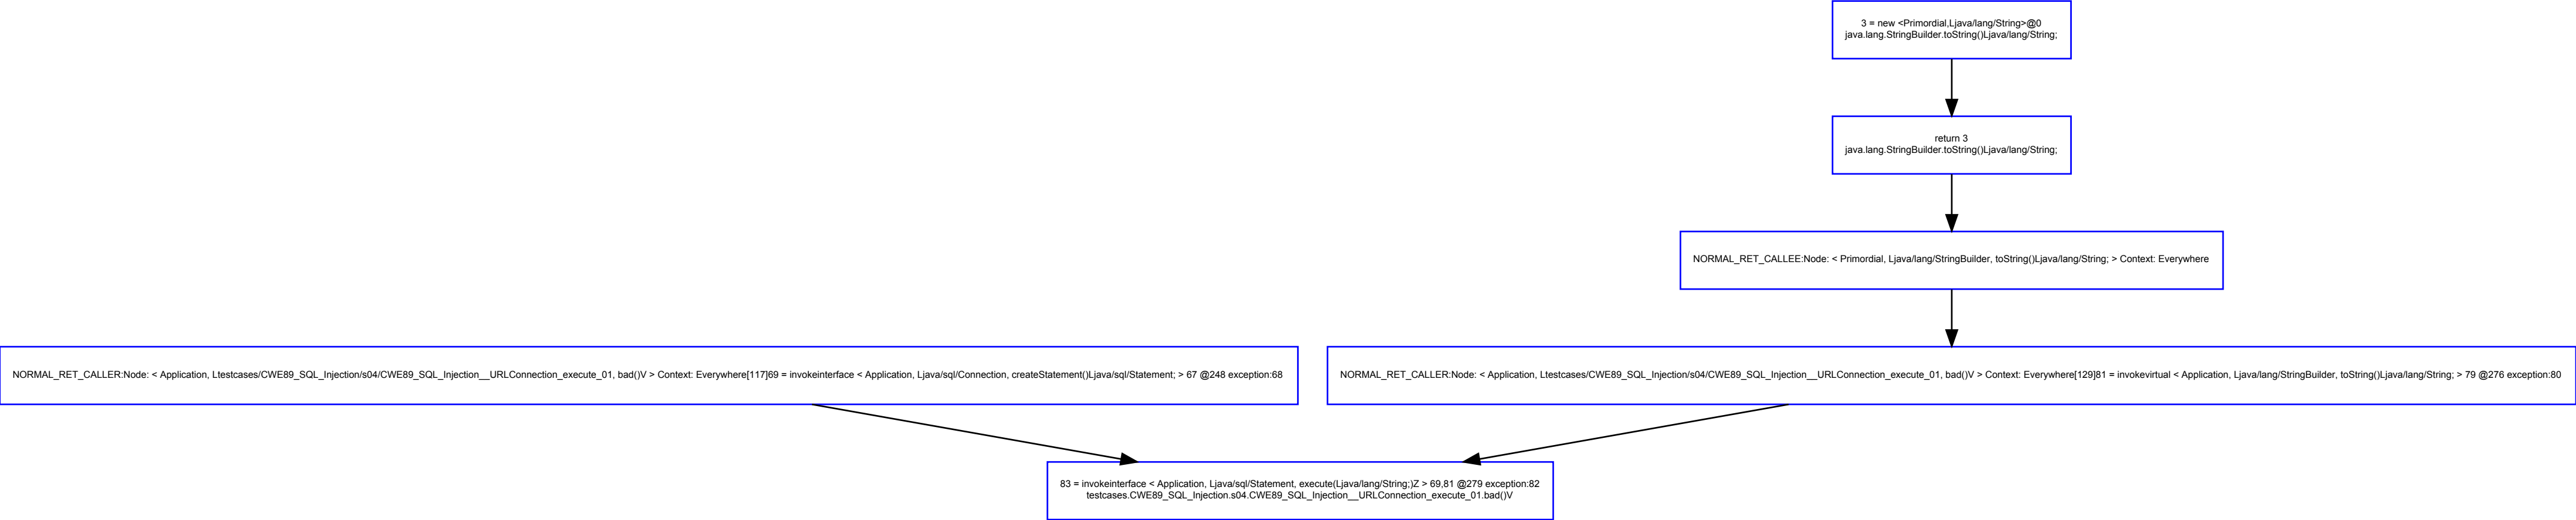 3 = new <Primordial,Ljava/lang/String>@0
java.lang.StringBuilder.toString()Ljava/lang/String;
return 3
java.lang.StringBuilder.toString()Ljava/lang/String;
NORMAL_RET_CALLEE:Node: < Primordial, Ljava/lang/StringBuilder, toString()Ljava/lang/String; > Context: Everywhere
NORMAL_RET_CALLER:Node: < Application, Ltestcases/CWE89_SQL_Injection/s04/CWE89_SQL_Injection__URLConnection_execute_01, bad()V > Context: Everywhere[117]69 = invokeinterface < Application, Ljava/sql/Connection, createStatement()Ljava/sql/Statement; > 67 @248 exception:68
NORMAL_RET_CALLER:Node: < Application, Ltestcases/CWE89_SQL_Injection/s04/CWE89_SQL_Injection__URLConnection_execute_01, bad()V > Context: Everywhere[129]81 = invokevirtual < Application, Ljava/lang/StringBuilder, toString()Ljava/lang/String; > 79 @276 exception:80
83 = invokeinterface < Application, Ljava/sql/Statement, execute(Ljava/lang/String;)Z > 69,81 @279 exception:82
testcases.CWE89_SQL_Injection.s04.CWE89_SQL_Injection__URLConnection_execute_01.bad()V